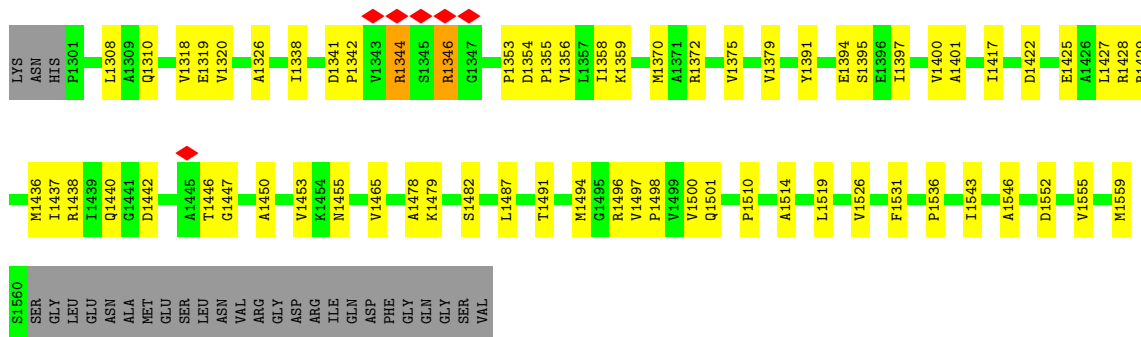 LYS ASN HIS P1301 L1308 A1309 Q1310 V1318 E1319 V1320 A1326 I1338 D1341 P1342 V1343 R1344 S1345 R1346 G1347 P1353 D1354 P1355 V1356 L1357 T1358 K1359 M1370 A1371 R1372 V1375 V1379 Y1391 E1394 S1395 E1396 I1397 V1400 A1401 I1417 D1422 E1425 A1426 L1427 R1428
M1436 I1437 R1438 I1439 Q1440 G1441 D1442 A1445 T1446 G1447 A1450 V1453 K1454 N1455 V1465 A1478 K1479 S1482 L1487 T1491 M1494 G1495 R1496 V1497 P1498 V1499 V1500 Q1501 P1510 A1514 L1519 V1526 F1531 P1536 I1543 A1546 D1552 V1555 M1559
S1560 SER GLY LEU GLU ASN ALA MET GLU SER LEU ASN VAL ARG GLY ASP ARG ILE GLN ASP PHE GLY GLN GLY SER VAL